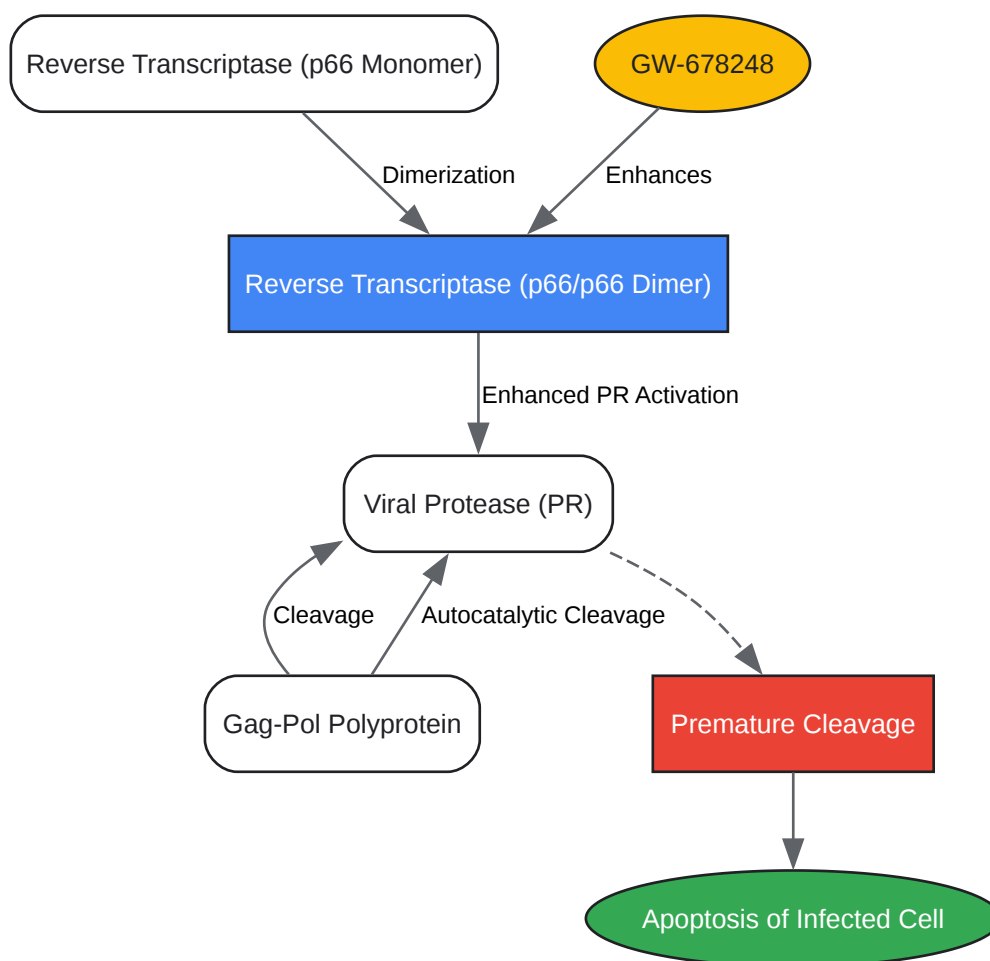 Reverse Transcriptase (p66 Monomer)
GW-678248
Dimerization
Enhances
Reverse Transcriptase (p66/p66 Dimer)
Enhanced PR Activation
Viral Protease (PR)
Cleavage
Autocatalytic Cleavage
Gag-Pol Polyprotein
Premature Cleavage
Apoptosis of Infected Cell